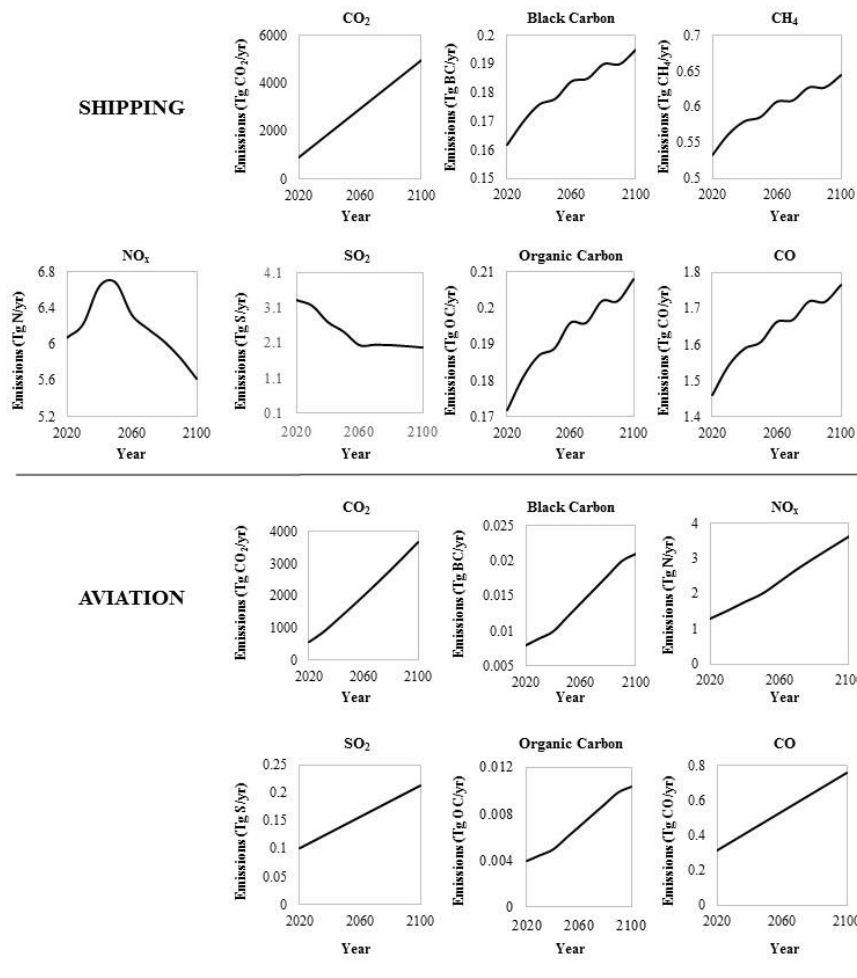 SHIPPING
CO₂
Emissions (Tg CO₂/yr)
6000
4000
2000
0
2020 2060 2100
Year
Black Carbon
Emissions (Tg BC/yr)
0.2
0.19
0.18
0.17
0.16
0.15
2020 2060 2100
Year
CH₄
Emissions (Tg CH₄/yr)
0.7
0.65
0.6
0.55
0.5
2020 2060 2100
Year
NOₓ
Emissions (Tg N/yr)
6.8
6.4
6
5.6
5.2
2020 2060 2100
Year
SO₂
Emissions (Tg S/yr)
4.1
3.1
2.1
1.1
0.1
2020 2060 2100
Year
Organic Carbon
Emissions (Tg OC/yr)
0.21
0.2
0.19
0.18
0.17
2020 2060 2100
Year
CO
Emissions (Tg CO/yr)
1.8
1.7
1.6
1.5
1.4
2020 2060 2100
Year
AVIATION
CO₂
Emissions (Tg CO₂/yr)
4000
3000
2000
1000
0
2020 2060 2100
Year
Black Carbon
Emissions (Tg BC/yr)
0.025
0.02
0.015
0.01
0.005
2020 2060 2100
Year
NOₓ
Emissions (Tg N/yr)
4
3
2
1
0
2020 2060 2100
Year
SO₂
Emissions (Tg S/yr)
0.25
0.2
0.15
0.1
0.05
0
2020 2060 2100
Year
Organic Carbon
Emissions (Tg OC/yr)
0.012
0.008
0.004
0
2020 2060 2100
Year
CO
Emissions (Tg CO/yr)
0.8
0.6
0.4
0.2
0
2020 2060 2100
Year